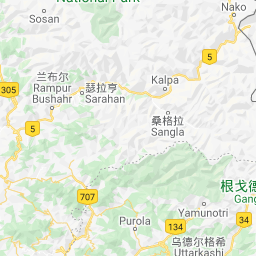 National Park
Nako
Sosan
5
兰布尔
Rampur
Bushahr
瑟拉亨
Sarahan
Kalpa
305
桑格拉
Sangla
5
根戈德
Gang
707
Yamunotri
Purola
134
34
乌德尔格希
Uttarkashi